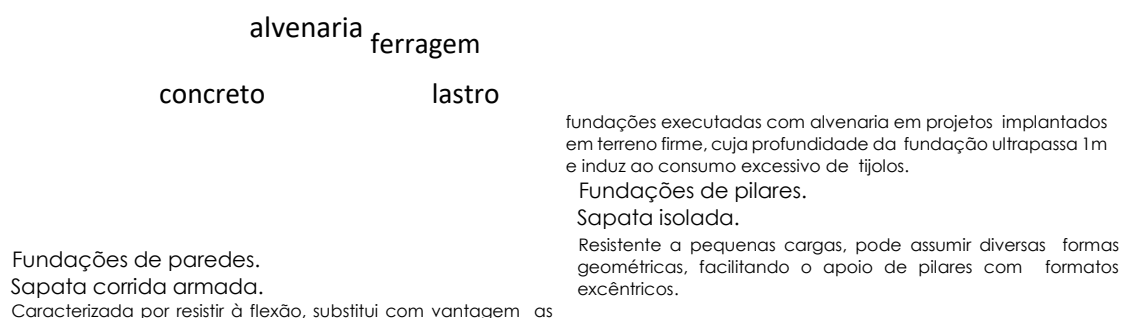 alvenaria
ferragem
concreto
lastro
Fundações de paredes.
Sapata corrida armada.
Caracterizada por resistir à flexão, substitui com vantagem as
fundações executadas com alvenaria em projetos implantados
em terreno firme, cuja profundidade da fundação ultrapassa 1m
e induz ao consumo excessivo de tijolos.
Fundações de pilares.
Sapata isolada.
Resistente a pequenas cargas, pode assumir diversas formas
geométricas, facilitando o apoio de pilares com formatos
excêntricos.